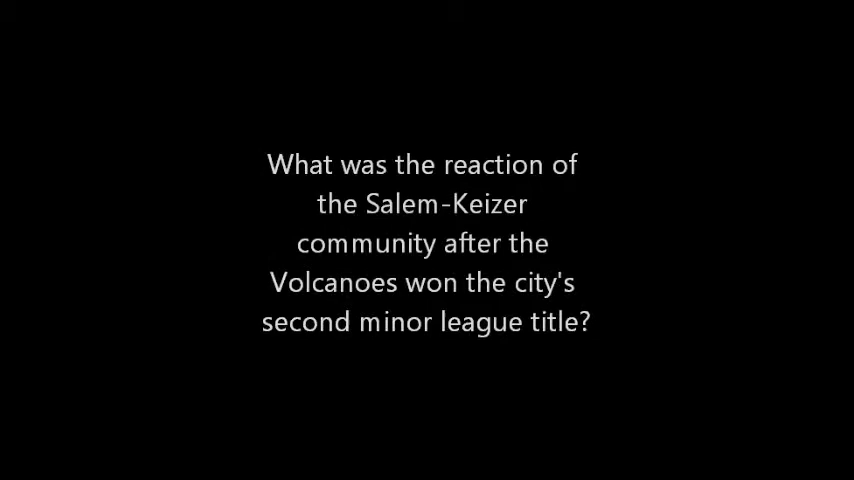 What was the reaction of
the Salem-Keizer
community after the
Volcanoes won the city's
second minor league title?